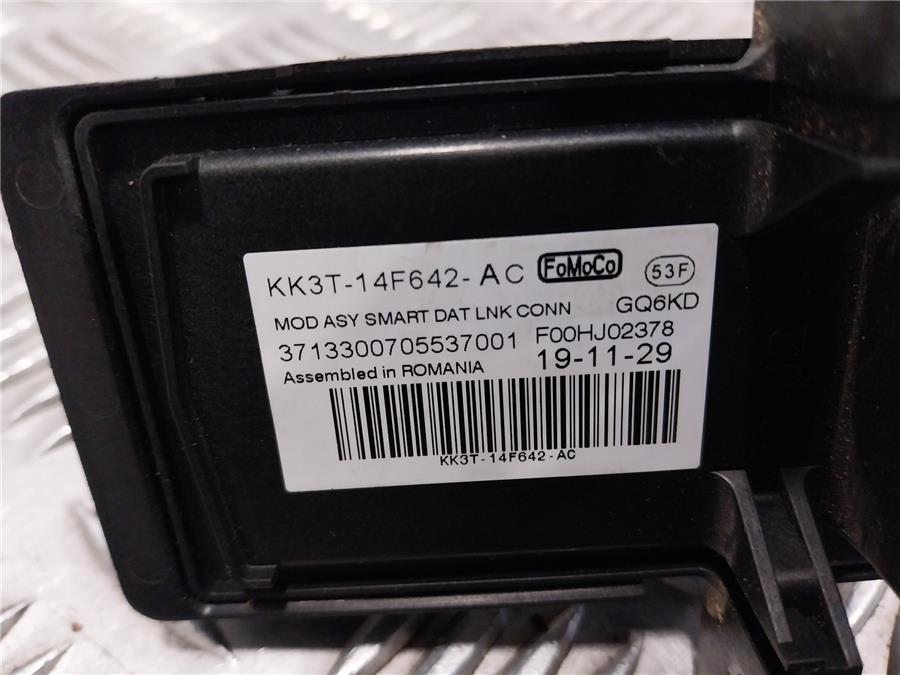 KK3T-14F642-AC FoMoCo 53F
MOD ASY SMART DAT LNK CONN GQ6KD
3713300705537001 F00HJ02378
Assembled in ROMANIA 19-11-29
KK3T-14F642-AC